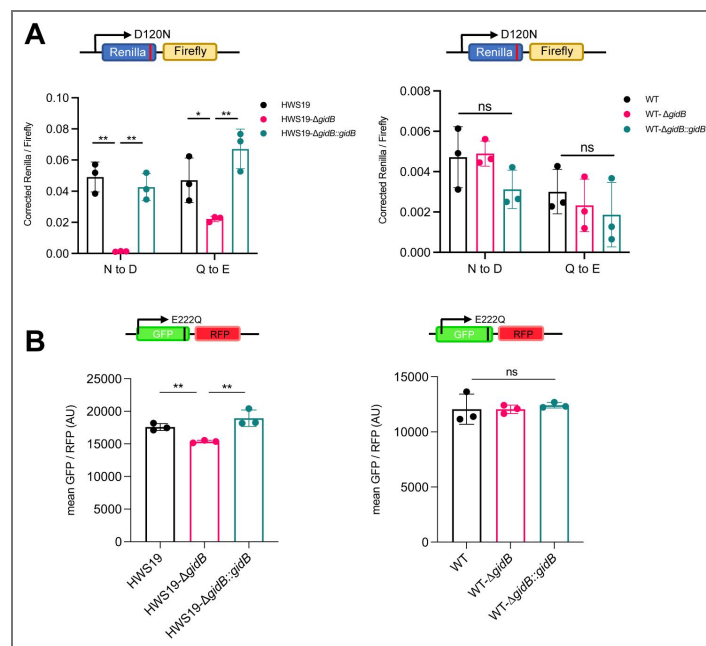 A
D120N
Renilla
Firefly
Corrected Renilla / Firefly
0.10
0.08
0.06
0.04
0.02
0.00
** ** * **
N to D Q to E
HWS19
HWS19-ΔgidB
HWS19-ΔgidB::gidB
D120N
Renilla
Firefly
Corrected Renilla / Firefly
0.008
0.006
0.004
0.002
0.000
ns ns
N to D Q to E
WT
WT-ΔgidB
WT-ΔgidB::gidB
B
E222Q
GFP
RFP
mean GFP / RFP (AU)
25000
20000
15000
10000
5000
0
** **
HWS19
HWS19-ΔgidB
HWS19-ΔgidB::gidB
E222Q
GFP
RFP
mean GFP / RFP (AU)
15000
10000
5000
0
ns
WT
WT-ΔgidB
WT-ΔgidB::gidB